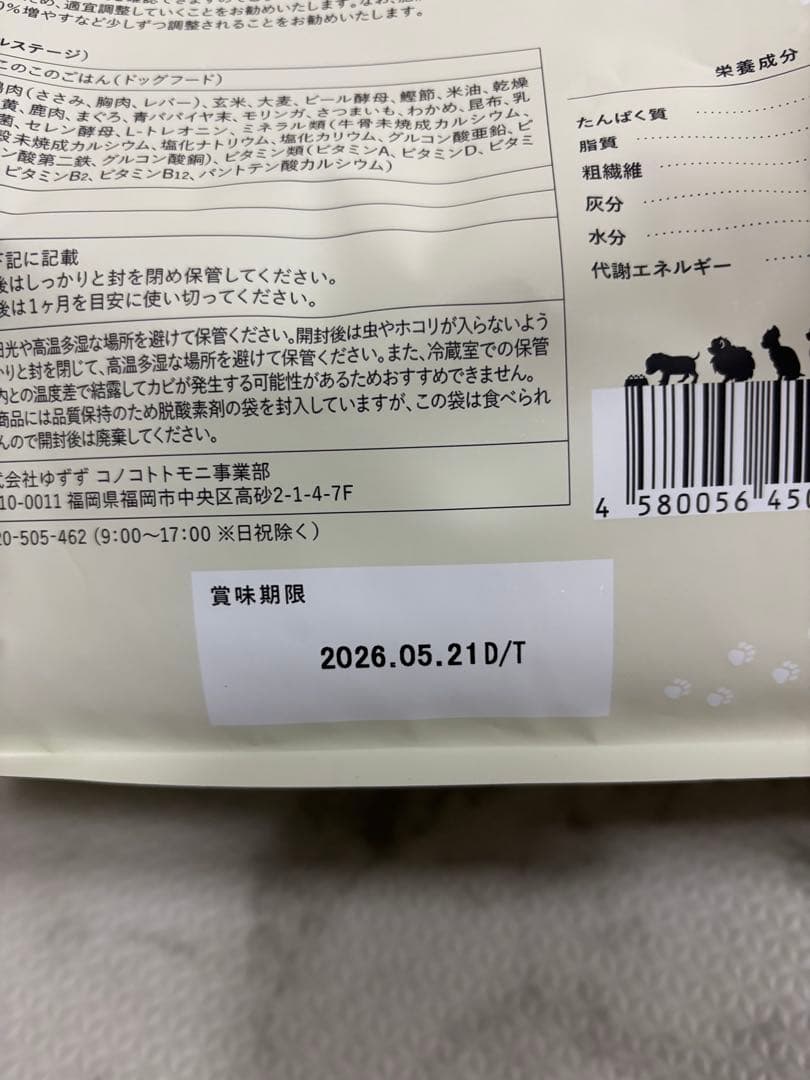 め、適宜調整していくことをお勧めいたします。なお、
0%増やすなど少しずつ調整されることをお勧めいたします。
ルステージ)
このこのごはん(ドッグフード)
鶏肉(ささみ、胸肉、レバー)、玄米、大麦、ビール酵母、鰹節、米油、乾燥
黄、鹿肉、まぐろ、青パパイヤ末、モリンガ、さつまいも、わかめ、昆布、乳
菌、セレン酵母、L-トレオニン、ミネラル類(牛骨未焼成カルシウム、
殻未焼成カルシウム、塩化ナトリウム、塩化カリウム、グルコン酸亜鉛、ピ
ン酸第二鉄、グルコン酸銅)、ビタミン類(ビタミンA、ビタミンD、ビタミ
ビタミンB2、ビタミンB12、パントテン酸カルシウム)
下記に記載
後はしっかりと封を閉め保管してください。
後は1ヶ月を目安に使い切ってください。
日光や高温多湿な場所を避けて保管ください。開封後は虫やホコリが入らないよう
かりと封を閉じて、高温多湿な場所を避けて保管ください。また、冷蔵室での保管
内との温度差で結露してカビが発生する可能性があるためおすすめできません。
商品には品質保持のため脱酸素剤の袋を封入していますが、この袋は食べられ
んので開封後は廃棄してください。
式会社ゆずず コノコトトモニ事業部
10-0011 福岡県福岡市中央区高砂2-1-4-7F
20-505-462 (9:00〜17:00 ※日祝除く)
栄養成分
たんぱく質
脂質
粗繊維
灰分
水分
代謝エネルギー
4 580056 450
賞味期限
2026.05.21D/T